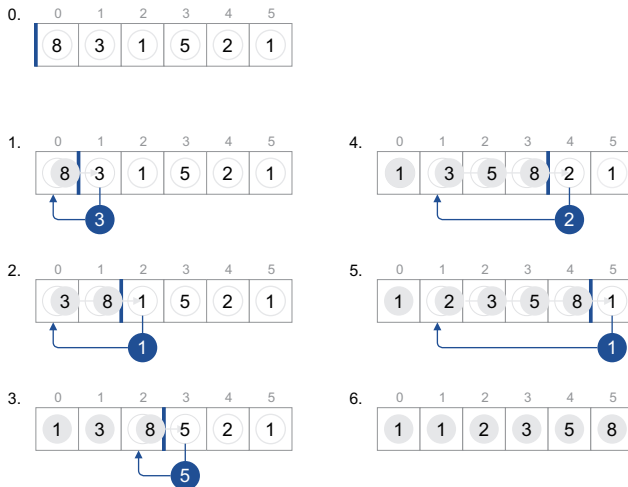 0.
0 1 2 3 4 5
8 3 1 5 2 1
1.
0 1 2 3 4 5
8 3 1 5 2 1
3
2.
0 1 2 3 4 5
3 8 1 5 2 1
1
3.
0 1 2 3 4 5
1 3 8 5 2 1
5
4.
0 1 2 3 4 5
1 3 5 8 2 1
2
5.
0 1 2 3 4 5
1 2 3 5 8 1
1
6.
0 1 2 3 4 5
1 1 2 3 5 8